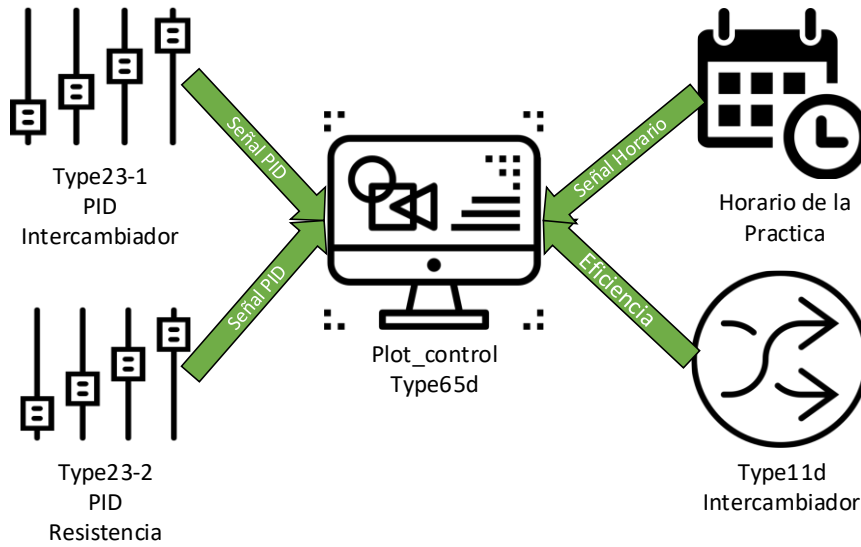 Type23-1
PID
Intercambiador
Señal PID
Señal Horario
Horario de la
Practica
Señal PID
Eficiencia
Plot_control
Type65d
Type23-2
PID
Resistencia
Type11d
Intercambiador